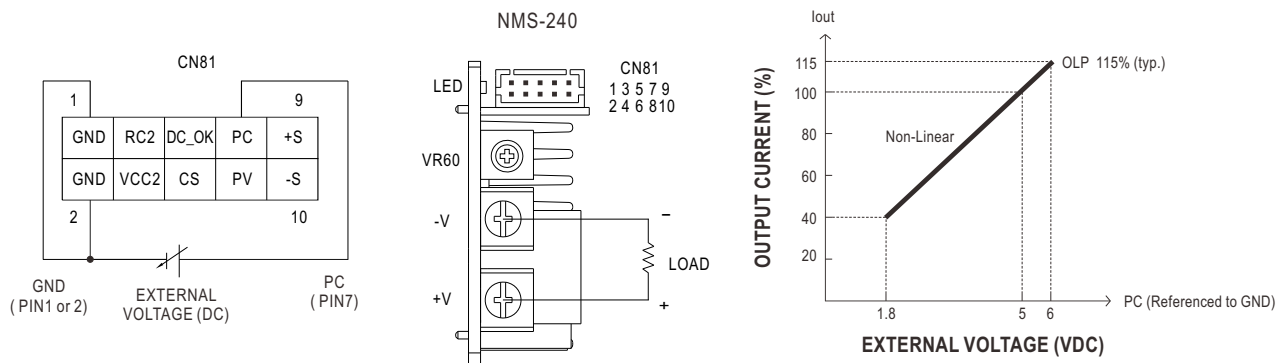 NMS-240
CN81
1 9
GND RC2 DC_OK PC +S
GND VCC2 CS PV -S
2 10
GND
( PIN1 or 2)
EXTERNAL
VOLTAGE (DC)
PC
( PIN7)
LED
CN81
1 3 5 7 9
2 4 6 8 10
VR60
-V
+V
−
LOAD
+
Iout
OUTPUT CURRENT (%)
115
100
80
60
40
20
OLP 115% (typ.)
Non-Linear
1.8 5 6
PC (Referenced to GND)
EXTERNAL VOLTAGE (VDC)